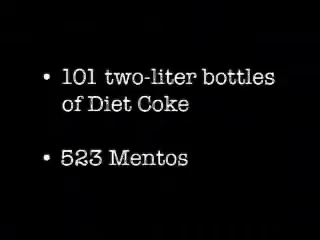 • 101 two-liter bottles
of Diet Coke
• 523 Mentos